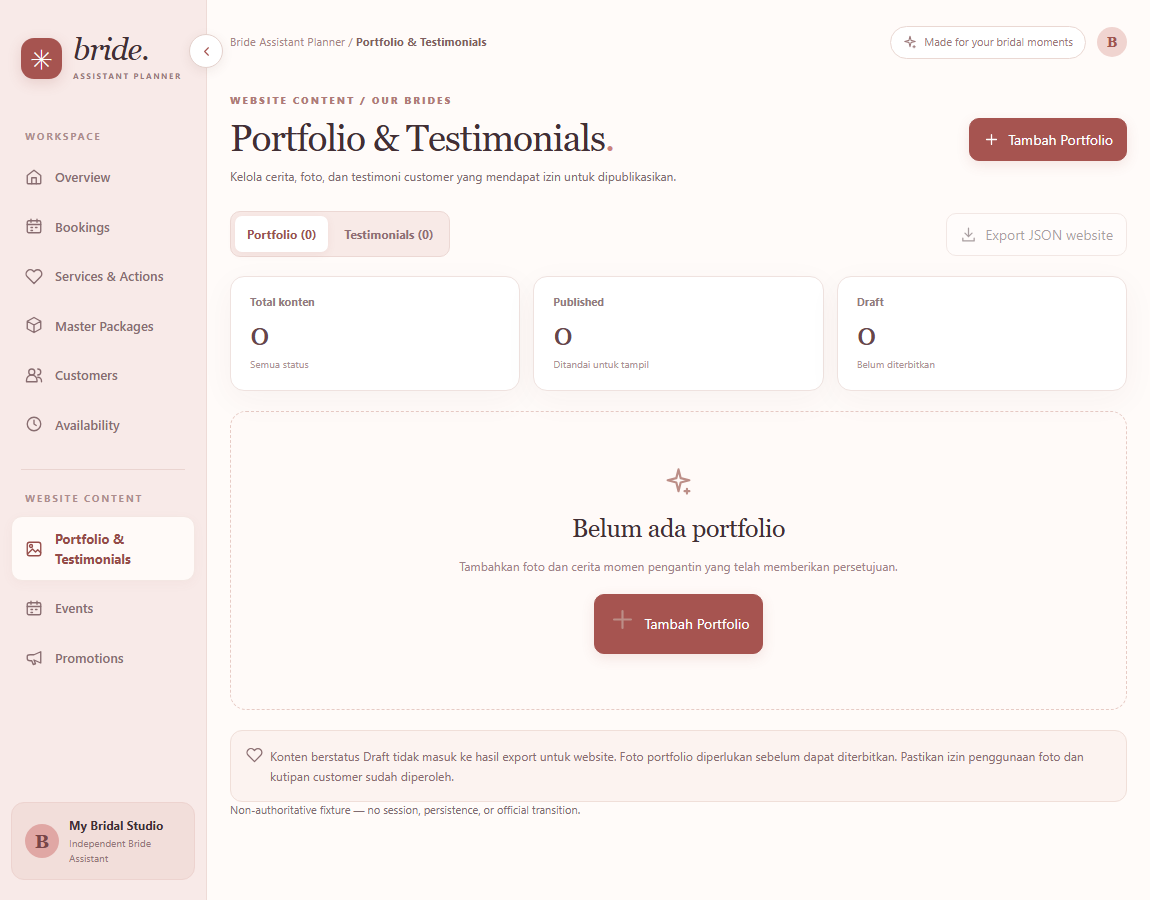 bride.
ASSISTANT PLANNER
WORKSPACE
Overview
Bookings
Services & Actions
Master Packages
Customers
Availability
WEBSITE CONTENT
Portfolio &
Testimonials
Events
Promotions
B
My Bridal Studio
Independent Bride
Assistant
Bride Assistant Planner / Portfolio & Testimonials
Made for your bridal moments
B
WEBSITE CONTENT / OUR BRIDES
Portfolio & Testimonials.
Kelola cerita, foto, dan testimoni customer yang mendapat izin untuk dipublikasikan.
Tambah Portfolio
Portfolio (0)
Testimonials (0)
Export JSON website
Total konten
0
Semua status
Published
0
Ditandai untuk tampil
Draft
0
Belum diterbitkan
Belum ada portfolio
Tambahkan foto dan cerita momen pengantin yang telah memberikan persetujuan.
Tambah Portfolio
Konten berstatus Draft tidak masuk ke hasil export untuk website. Foto portfolio diperlukan sebelum dapat diterbitkan. Pastikan izin penggunaan foto dan
kutipan customer sudah diperoleh.
Non-authoritative fixture — no session, persistence, or official transition.